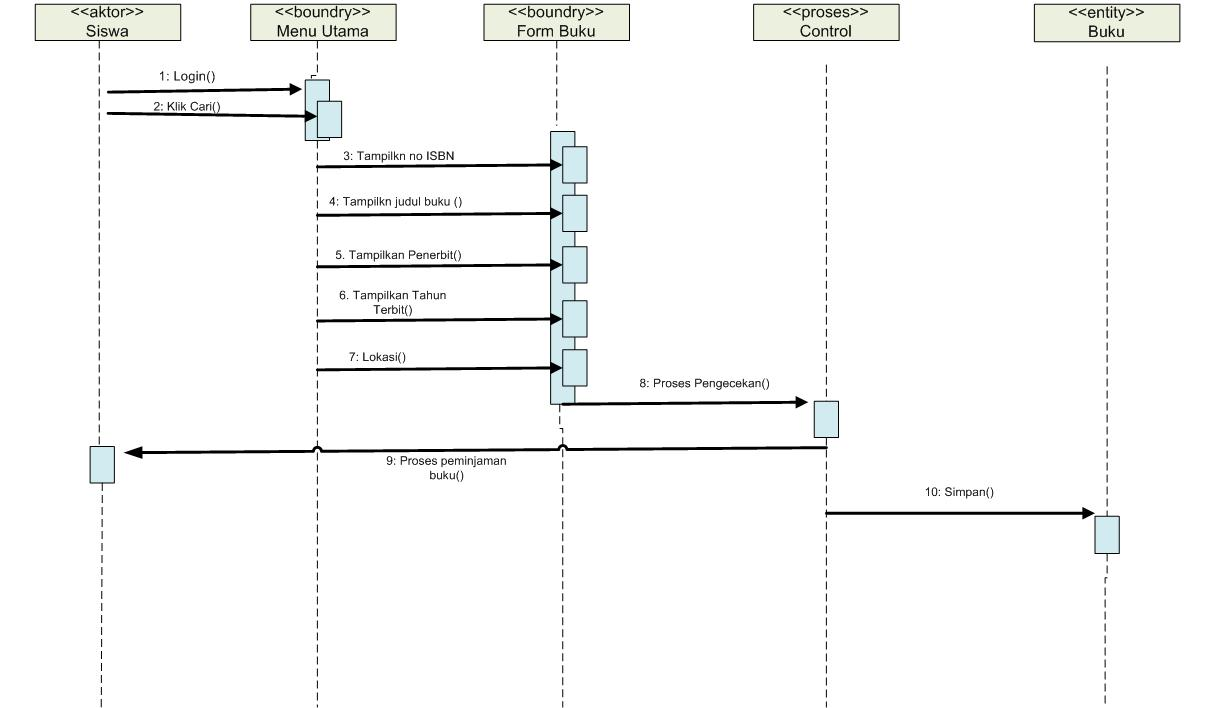 <<aktor>>
Siswa
<<boundry>>
Menu Utama
<<boundry>>
Form Buku
<<proses>>
Control
<<entity>>
Buku
1: Login()
2: Klik Cari()
3: Tampilkn no ISBN
4: Tampilkn judul buku ()
5. Tampilkan Penerbit()
6. Tampilkan Tahun
Terbit()
7: Lokasi()
8: Proses Pengecekan()
9: Proses peminjaman
buku()
10: Simpan()